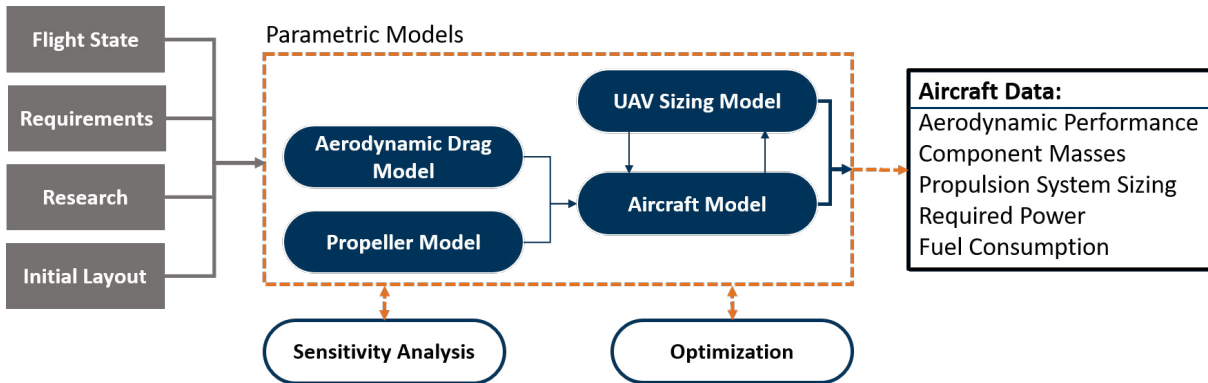 Flight State
Requirements
Research
Initial Layout
Parametric Models
UAV Sizing Model
Aerodynamic Drag
Model
Aircraft Model
Propeller Model
Sensitivity Analysis
Optimization
Aircraft Data:
Aerodynamic Performance
Component Masses
Propulsion System Sizing
Required Power
Fuel Consumption